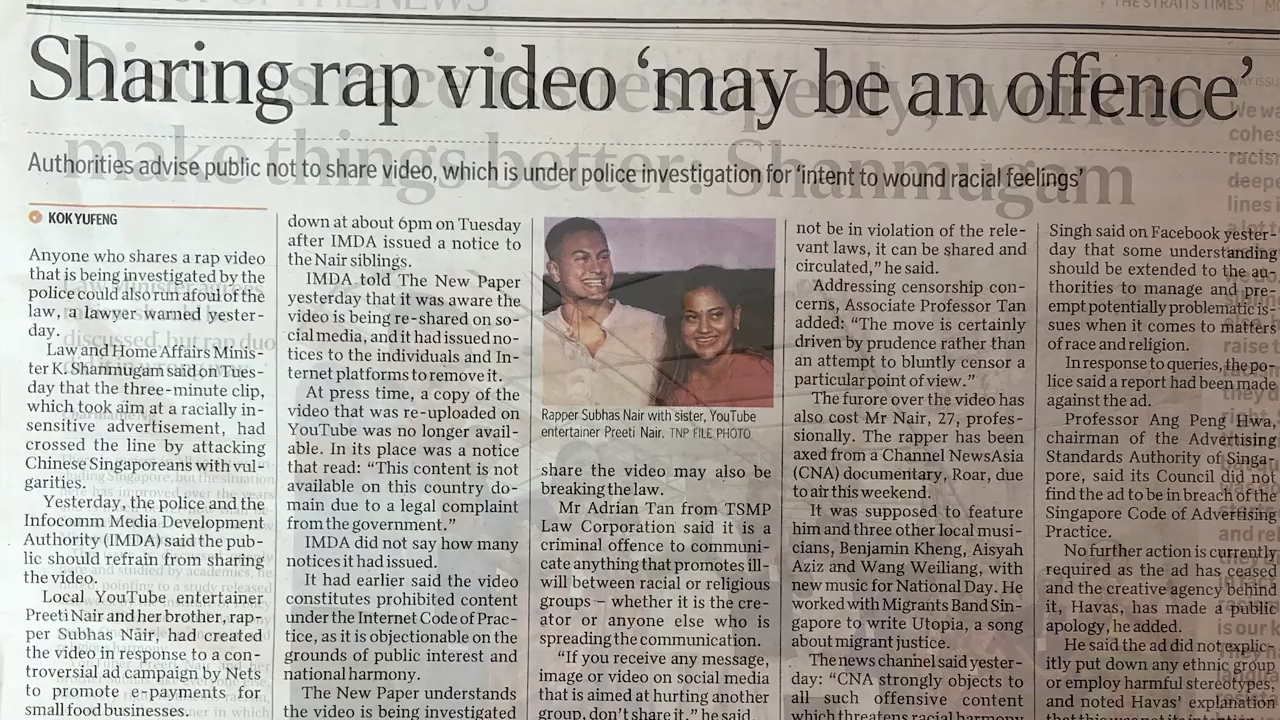 THE STRAITS TIMES
Sharing rap video ‘may be an offence’
Authorities advise public not to share video, which is under police investigation for ‘intent to wound racial feelings’
KOK YUFENG
Anyone who shares a rap video
that is being investigated by the
police could also run afoul of the
law, a lawyer warned yester-
day.
Law and Home Affairs Minis-
ter K. Shanmugam said on Tues-
day that the three-minute clip,
which took aim at a racially in-
sensitive advertisement, had
crossed the line by attacking
Chinese Singaporeans with vul-
garities.
Yesterday, the police and the
Infocomm Media Development
Authority (IMDA) said the pub-
lic should refrain from sharing
the video.
Local YouTube entertainer
Preeti Nair and her brother, rap-
per Subhas Nair, had created
the video in response to a con-
troversial ad campaign by Nets
to promote e-payments for
small food businesses.
down at about 6pm on Tuesday
after IMDA issued a notice to
the Nair siblings.
IMDA told The New Paper
yesterday that it was aware the
video is being re-shared on so-
cial media, and it had issued no-
tices to the individuals and In-
ternet platforms to remove it.
At press time, a copy of the
video that was re-uploaded on
YouTube was no longer avail-
able. In its place was a notice
that read: “This content is not
available on this country do-
main due to a legal complaint
from the government.”
IMDA did not say how many
notices it had issued.
It had earlier said the video
constitutes prohibited content
under the Internet Code of Prac-
tice, as it is objectionable on the
grounds of public interest and
national harmony.
The New Paper understands
the video is being investigated
Rapper Subhas Nair with sister, YouTube
entertainer Preeti Nair. TNP FILE PHOTO
share the video may also be
breaking the law.
Mr Adrian Tan from TSMP
Law Corporation said it is a
criminal offence to communi-
cate anything that promotes ill-
will between racial or religious
groups – whether it is the cre-
ator or anyone else who is
spreading the communication.
“If you receive any message,
image or video on social media
that is aimed at hurting another
group, don’t share it,” he said.
not be in violation of the rele-
vant laws, it can be shared and
circulated,” he said.
Addressing censorship con-
cerns, Associate Professor Tan
added: “The move is certainly
driven by prudence rather than
an attempt to bluntly censor a
particular point of view.”
The furore over the video has
also cost Mr Nair, 27, profes-
sionally. The rapper has been
axed from a Channel NewsAsia
(CNA) documentary, Roar, due
to air this weekend.
It was supposed to feature
him and three other local musi-
cians, Benjamin Kheng, Aisyah
Aziz and Wang Weiliang, with
new music for National Day. He
worked with Migrants Band Sin-
gapore to write Utopia, a song
about migrant justice.
The news channel said yester-
day: “CNA strongly objects to
all such offensive content
which threatens racial harmony
Singh said on Facebook yester-
day that some understanding
should be extended to the au-
thorities to manage and pre-
empt potentially problematic is-
sues when it comes to matters
of race and religion.
In response to queries, the po-
lice said a report had been made
against the ad.
Professor Ang Peng Hwa,
chairman of the Advertising
Standards Authority of Singa-
pore, said its Council did not
find the ad to be in breach of the
Singapore Code of Advertising
Practice.
No further action is currently
required as the ad has ceased
and the creative agency behind
it, Havas, has made a public
apology, he added.
He said the ad did not explic-
itly put down any ethnic group
or employ harmful stereotypes,
and noted Havas’ explanation